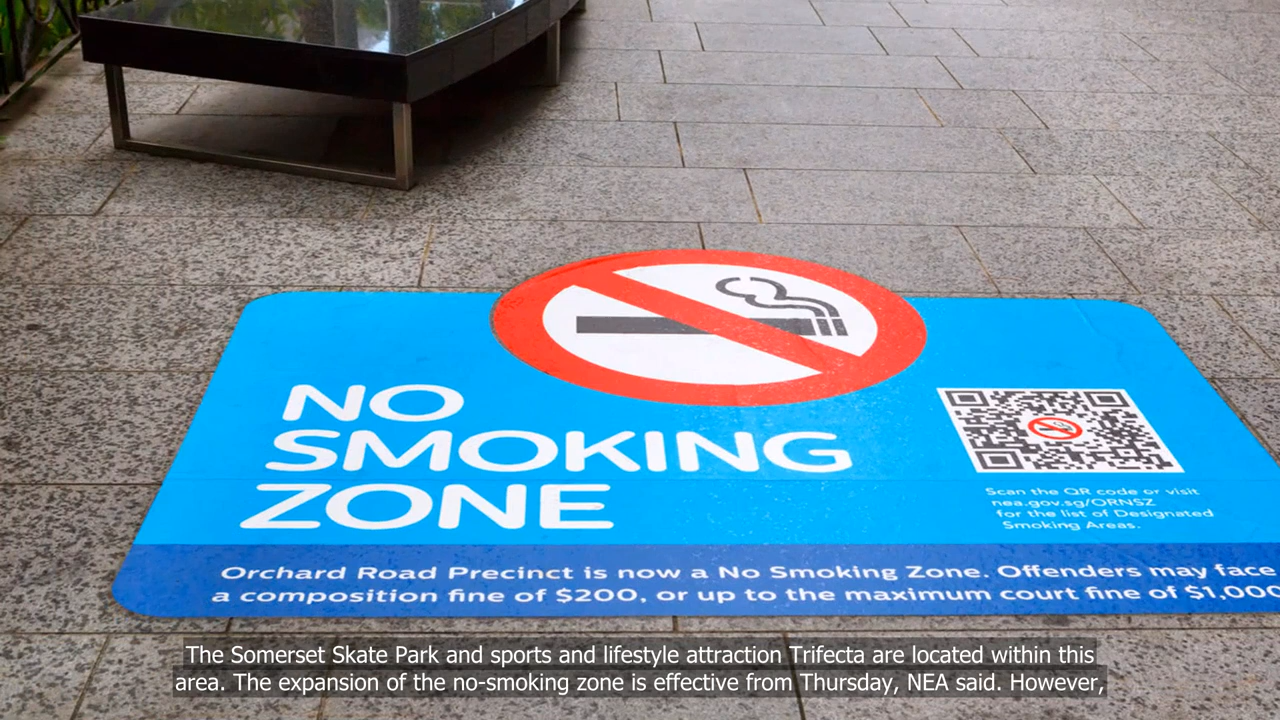 NO
SMOKING
ZONE
Scan the QR code or visit
nea.gov.sg/ORNSZ
for the list of Designated
Smoking Areas.
Orchard Road Precinct is now a No Smoking Zone. Offenders may face
a composition fine of $200, or up to the maximum court fine of $1,000
The Somerset Skate Park and sports and lifestyle attraction Trifecta are located within this
area. The expansion of the no-smoking zone is effective from Thursday, NEA said. However,